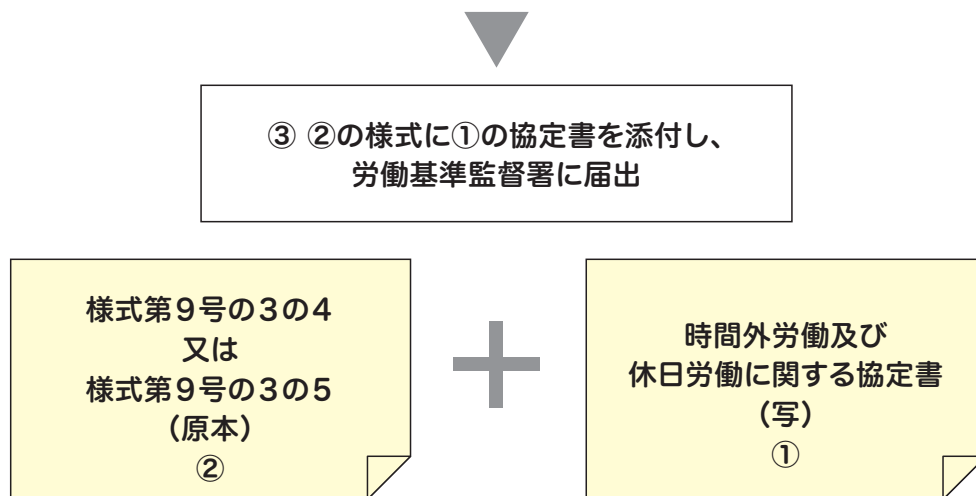 ③ ②の様式に①の協定書を添付し、
労働基準監督署に届出
様式第9号の3の4
又は
様式第9号の3の5
(原本)
②
時間外労働及び
休日労働に関する協定書
(写)
①